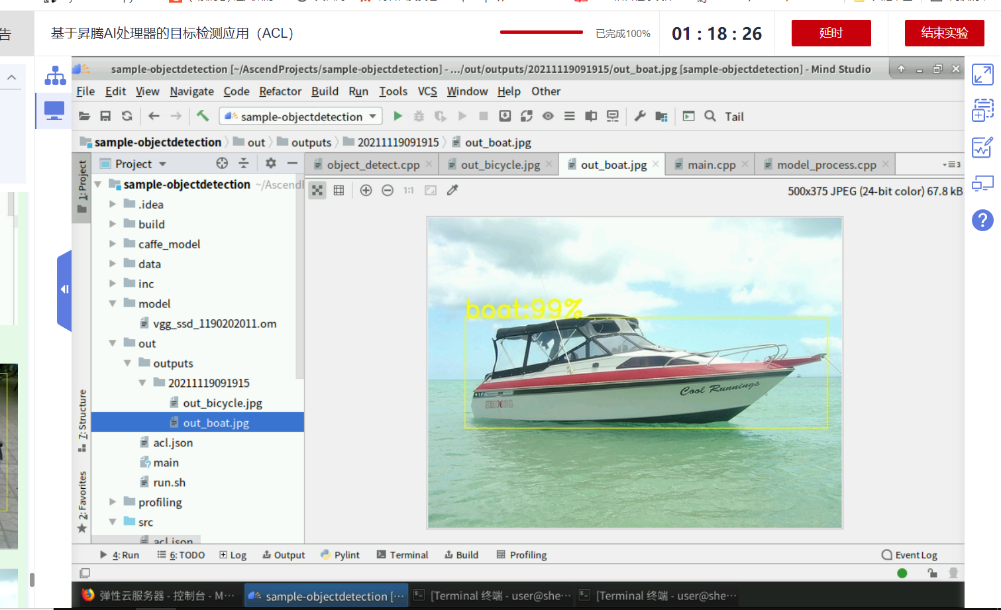 告
基于昇腾AI处理器的目标检测应用（ACL）
已完成100%
01 : 18 : 26
延时
结束实验
sample-objectdetection [~/AscendProjects/sample-objectdetection] - .../out/outputs/20211119091915/out_boat.jpg [sample-objectdetection] - Mind Studio
File Edit View Navigate Code Refactor Build Run Tools VCS Window Help Other
sample-objectdetection Tail
sample-objectdetection out outputs 20211119091915 out_boat.jpg
Project
object_detect.cpp out_bicycle.jpg out_boat.jpg main.cpp model_process.cpp
1: Project
sample-objectdetection ~/Ascend
1:1
500x375 JPEG (24-bit color) 67.8 kB
.idea
build
caffe_model
data
inc
model
vgg_ssd_1190202011.om
out
outputs
20211119091915
out_bicycle.jpg
out_boat.jpg
acl.json
main
run.sh
profiling
src
acl.json
boat:99%
Cool Runnings
7: Structure
2: Favorites
4: Run 6: TODO Log Output Pylint Terminal Build Profiling Event Log
弹性云服务器 - 控制台 - M···
sample-objectdetection [···
[Terminal 终端 - user@she···
[Terminal 终端 - user@she···